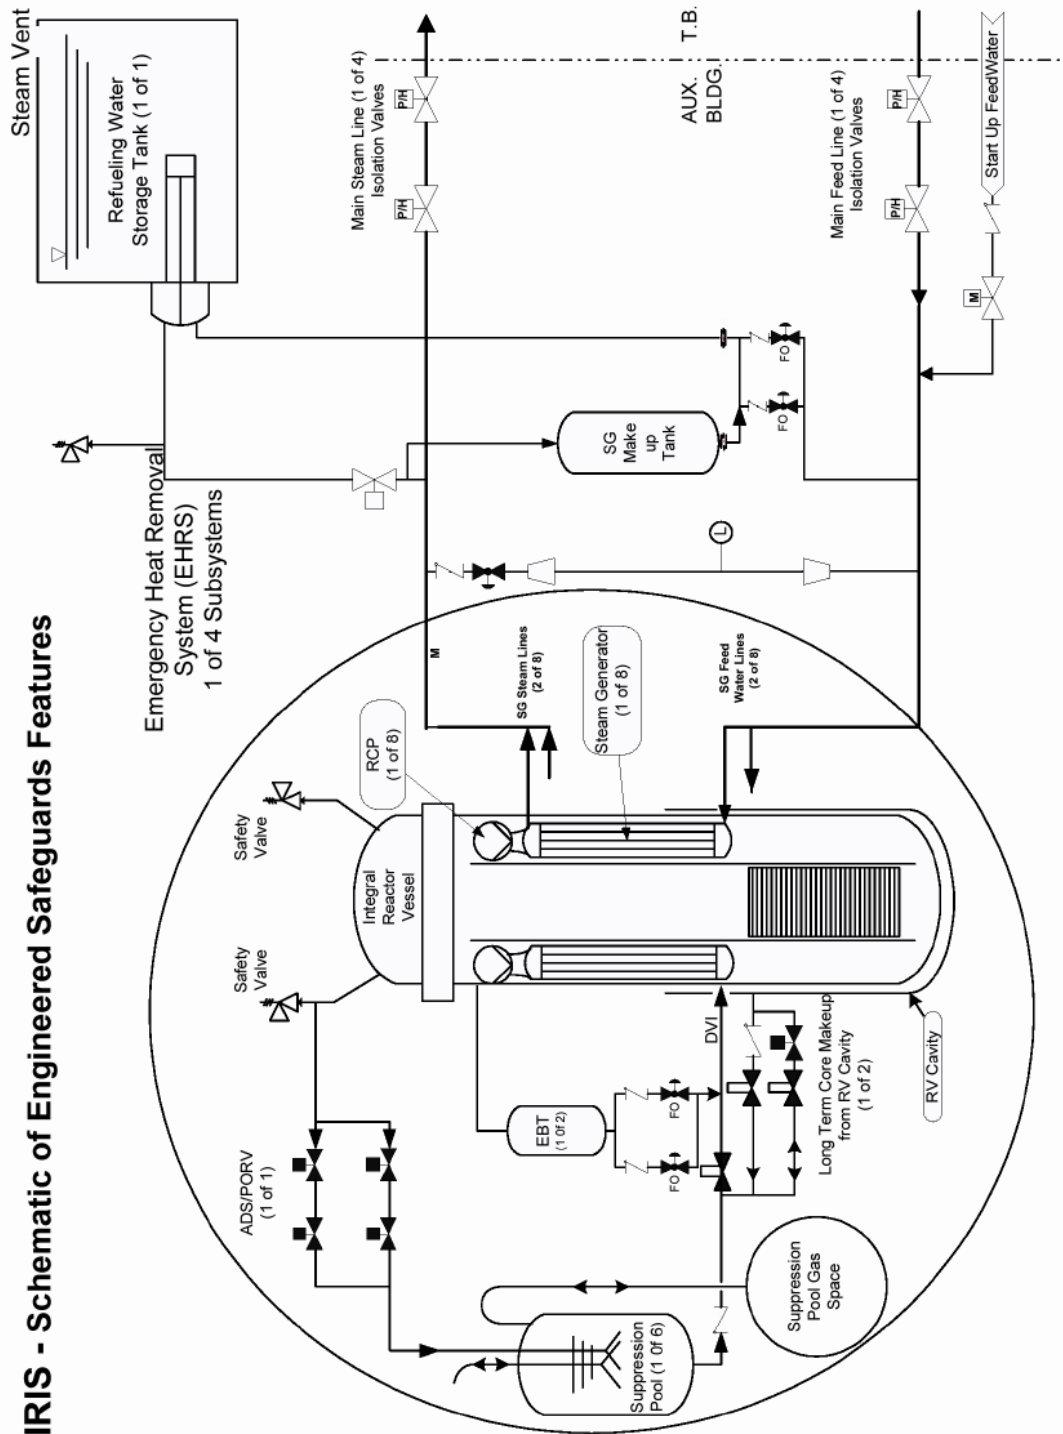 IRIS - Schematic of Engineered Safeguards Features
Steam Vent
Refueling Water
Storage Tank (1 of 1)
Emergency Heat Removal
System (EHRS)
1 of 4 Subsystems
Main Steam Line (1 of 4)
Isolation Valves
P/H
P/H
AUX.
BLDG.
T.B.
Main Feed Line (1 of 4)
Isolation Valves
P/H
P/H
Start Up FeedWater
M
SG
Make
up
Tank
FO
FO
L
M
SG Steam Lines
(2 of 8)
Steam Generator
(1 of 8)
SG Feed
Water Lines
(2 of 8)
RCP
(1 of 8)
Safety
Valve
Safety
Valve
Integral
Reactor
Vessel
ADS/PORV
(1 of 1)
EBT
(1 0f 2)
FO
FO
DVI
Long Term Core Makeup
from RV Cavity
(1 of 2)
RV Cavity
Suppression
Pool (1 of 6)
Suppression
Pool Gas
Space